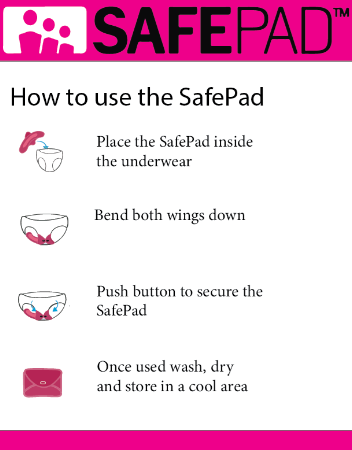 SAFEPAD™
How to use the SafePad
Place the SafePad inside
the underwear
Bend both wings down
Push button to secure the
SafePad
Once used wash, dry
and store in a cool area